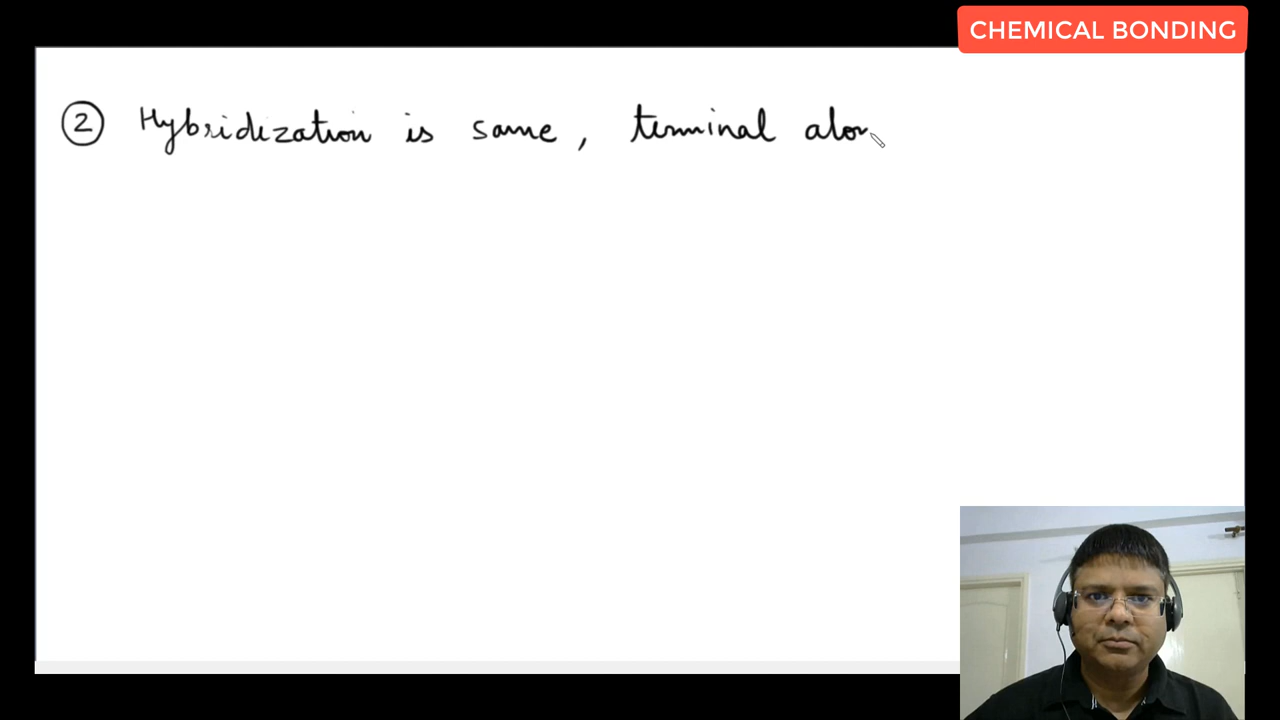 CHEMICAL BONDING
2 Hybridization is same, terminal